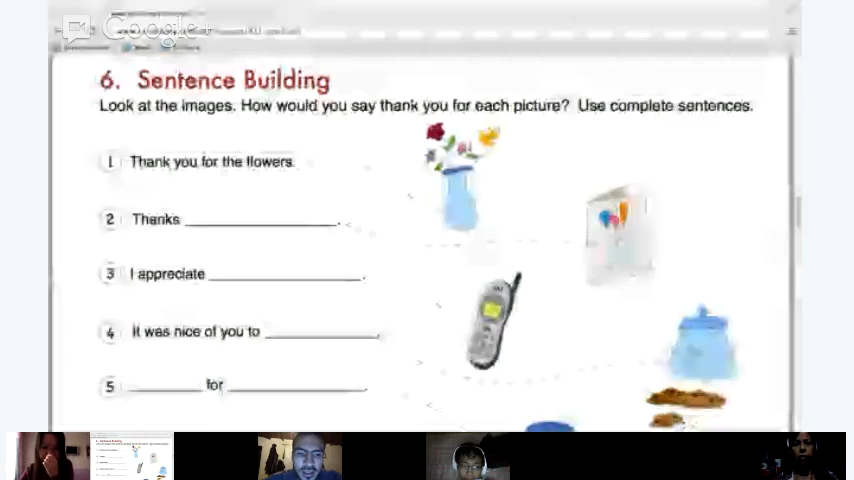 Google+
6. Sentence Building
Look at the images. How would you say thank you for each picture? Use complete sentences.
1 Thank you for the flowers.
2 Thanks ________________.
3 I appreciate ________________.
4 It was nice of you to ____________.
5 ________ for ______________.